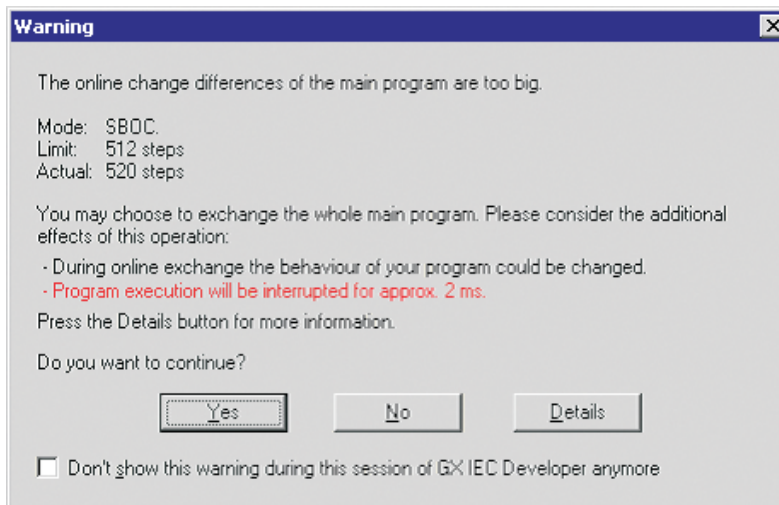 Warning
The online change differences of the main program are too big.
Mode: SBOC.
Limit: 512 steps
Actual: 520 steps
You may choose to exchange the whole main program. Please consider the additional
effects of this operation:
- During online exchange the behaviour of your program could be changed.
- Program execution will be interrupted for approx. 2 ms.
Press the Details button for more information.
Do you want to continue?
Yes No Details
Don't show this warning during this session of GX IEC Developer anymore